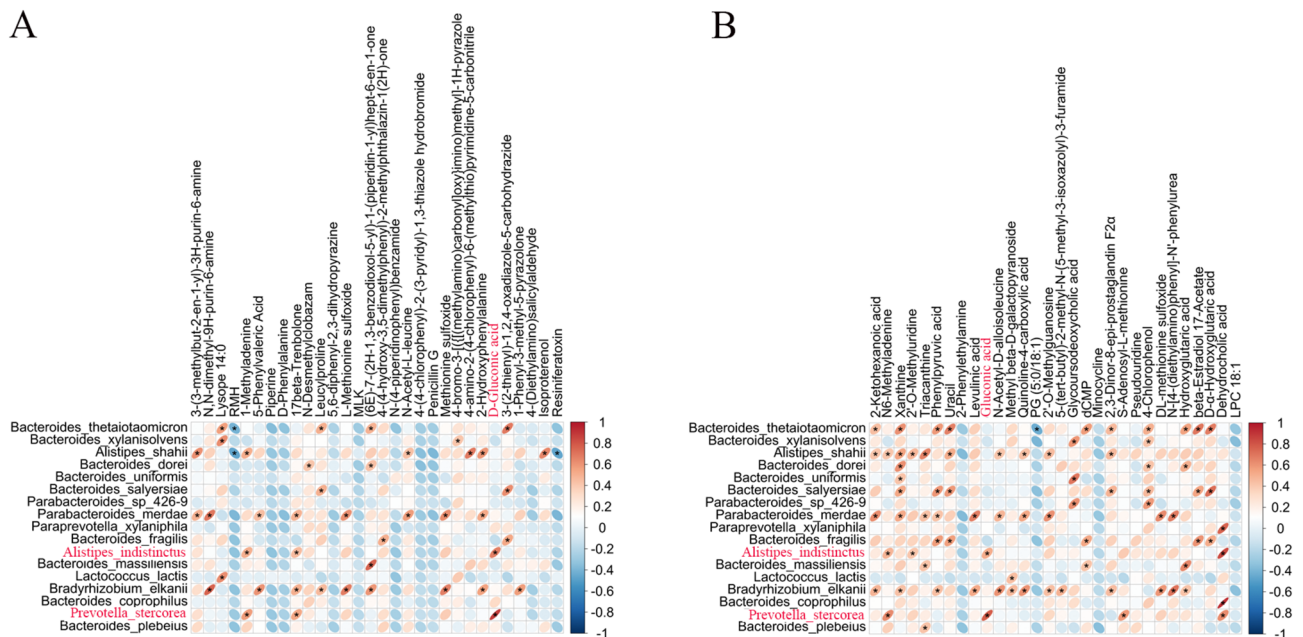 A
3-(3-methylbut-2-en-1-yl)-3H-purin-6-amine
N,N-dimethyl-9H-purin-6-amine
Lysope 14:0
RMH
1-Methyladenine
5-Phenylvaleric Acid
Piperine
D-Phenylalanine
17beta-Trenbolone
N-Desmethylclobazam
Leucylproline
5,6-diphenyl-2,3-dihydropyrazine
L-Methionine sulfoxide
MLK
(6E)-7-(2H-1,3-benzodioxol-5-yl)-1-(piperidin-1-yl)hept-6-en-1-one
4-(4-hydroxy-3,5-dimethylphenyl)-2-methylphthalazin-1(2H)-one
N-(4-piperidinophenyl)benzamide
N-Acetyl-L-leucine
4-(4-chlorophenyl)-2-(3-pyridyl)-1,3-thiazole hydrobromide
Penicilin G
Methionine sulfoxide
4-bromo-3-[({[(methylamino)carbonyl]oxy}imino)methyl]-1H-pyrazole
4-amino-2-(4-chlorophenyl)-6-(methylthio)pyrimidine-5-carbonitrile
2-Hydroxyphenylalanine
D-Gluconic acid
3-(2-thienyl)-1,2,4-oxadiazole-5-carbohydrazide
1-Phenyl-3-methyl-5-pyrazolone
4-(Diethylamino)salicylaldehyde
Isoproterenol
Resiniferatoxin
Bacteroides_thetaiotaomicron
Bacteroides_xylanisolvens
Alistipes_shahii
Bacteroides_dorei
Bacteroides_uniformis
Bacteroides_salyersiae
Parabacteroides_sp_426-9
Parabacteroides_merdae
Paraprevotella_xylaniphila
Bacteroides_fragilis
Alistipes_indistinctus
Bacteroides_massiliensis
Lactococcus_lactis
Bradyrhizobium_elkanii
Bacteroides_coprophilus
Prevotella_stercorea
Bacteroides_plebeius
1
0.8
0.6
0.4
0.2
0
-0.2
-0.4
-0.6
-0.8
-1
B
2-Ketohexanoic acid
N6-Methyladenine
Xanthine
2'-O-Methyluridine
Triacanthine
Phenylpyruvic acid
Uracil
2-Phenylethylamine
Levulinic acid
Gluconic acid
N-Acetyl-D-alloisoleucine
Methyl beta-D-galactopyranoside
Quinoline-4-carboxylic acid
PG (5:0/18:1)
2'-O-Methylguanosine
5-(tert-butyl)-2-methyl-N-(5-methyl-3-isoxazolyl)-3-furamide
Glycoursodeoxycholic acid
dCMP
Minocycline
2,3-Dinor-8-epi-prostaglandin F2α
S-Adenosyl-L-methionine
Pseudouridine
4-Chlorophenol
DL-methionine sulfoxide
N-[4-(diethylamino)phenyl]-N'-phenylurea
Hydroxyglutaric acid
beta-Estradiol 17-Acetate
D-α-Hydroxyglutaric acid
Dehydrocholic acid
LPC 18:1
Bacteroides_thetaiotaomicron
Bacteroides_xylanisolvens
Alistipes_shahii
Bacteroides_dorei
Bacteroides_uniformis
Bacteroides_salyersiae
Parabacteroides_sp_426-9
Parabacteroides_merdae
Paraprevotella_xylaniphila
Bacteroides_fragilis
Alistipes_indistinctus
Bacteroides_massiliensis
Lactococcus_lactis
Bradyrhizobium_elkanii
Bacteroides_coprophilus
Prevotella_stercorea
Bacteroides_plebeius
1
0.8
0.6
0.4
0.2
0
-0.2
-0.4
-0.6
-0.8
-1